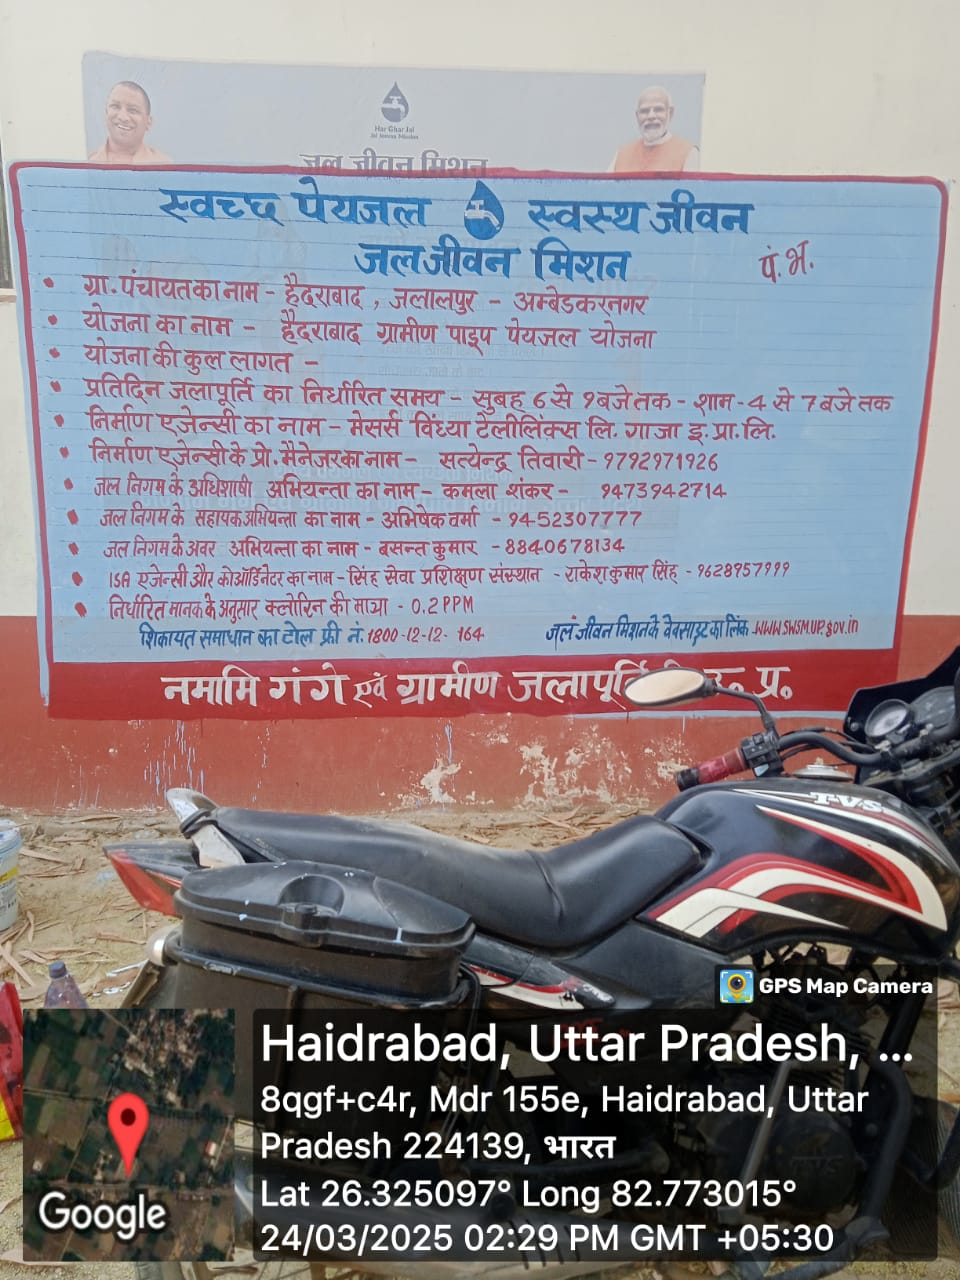 Har Ghar Jal
Jal Jeevan Mission
जल जीवन मिशन
स्वच्छ पेयजल स्वस्थ जीवन
जलजीवन मिशन
पं. भ.
ग्रा. पंचायत का नाम - हैदराबाद, जलालपुर - अम्बेडकरनगर
योजना का नाम - हैदराबाद ग्रामीण पाइप पेयजल योजना
योजना की कुल लागत -
प्रतिदिन जलापूर्ति का निर्धारित समय - सुबह 6 से 9 बजे तक - शाम - 4 से 7 बजे तक
निर्माण एजेन्सी का नाम - मेसर्स विंध्या टेलीलिंक्स लि. गाजा इ. प्रा. लि.
निर्माण एजेन्सी के प्रो. मैनेजर का नाम - सत्येन्द्र तिवारी - 9792971926
जल निगम के अधिशाषी अभियन्ता का नाम - कमला शंकर - 9473942714
जल निगम के सहायक अभियन्ता का नाम - अभिषेक वर्मा - 9452307777
जल निगम के अवर अभियन्ता का नाम - बसन्त कुमार - 8840678134
ISA एजेन्सी और कोऑर्डिनेटर का नाम - सिंह सेवा प्रशिक्षण संस्थान - राकेश कुमार सिंह - 9628957999
निर्धारित मानक के अनुसार क्लोरिन की मात्रा - 0.2 PPM
शिकायत समाधान का टोल फ्री नं. 1800-12-12-164 जल जीवन मिशन के वेबसाइट का लिंक - WWW.SWSM.UP.gov.in
नमामि गंगे एवं ग्रामीण जलापूर्ति उ. प्र.
TVS
GPS Map Camera
Haidrabad, Uttar Pradesh, ...
8qgf+c4r, Mdr 155e, Haidrabad, Uttar
Pradesh 224139, भारत
Lat 26.325097° Long 82.773015°
24/03/2025 02:29 PM GMT +05:30
Google